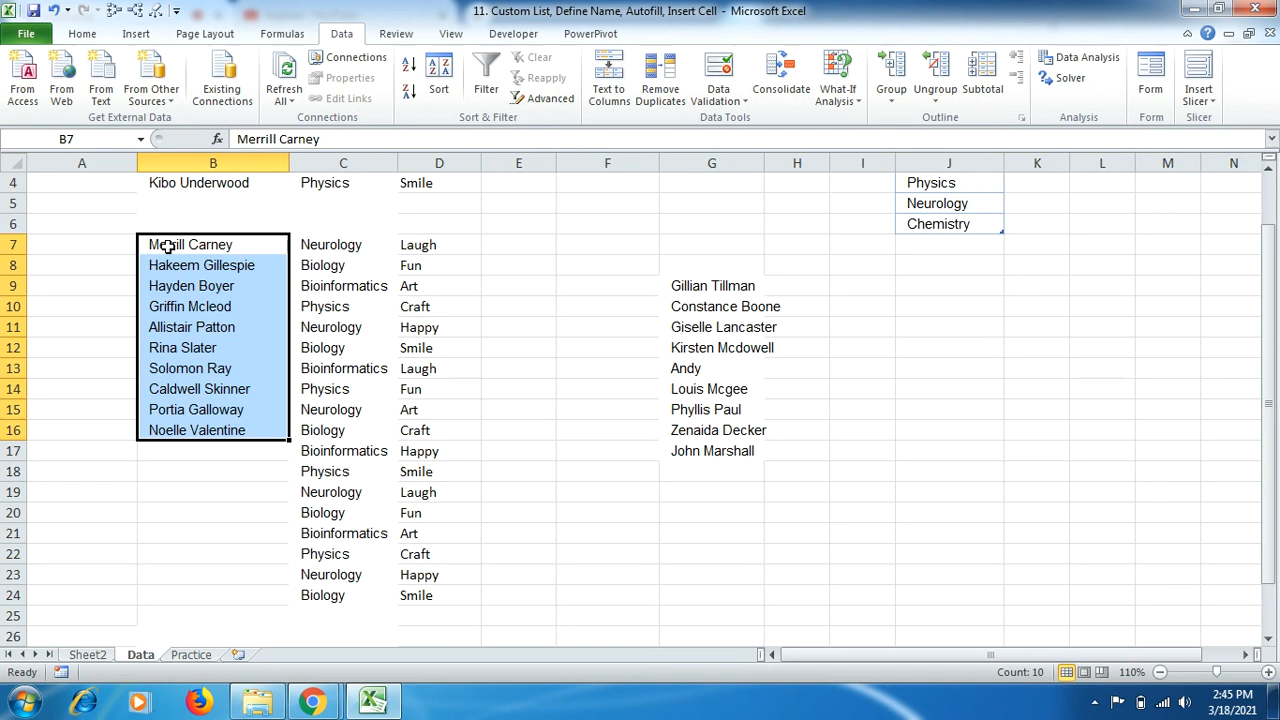 11. Custom List, Define Name, Autofill, Insert Cell - Microsoft Excel
File Home Insert Page Layout Formulas Data Review View Developer PowerPivot
From Access
From Web
From Text
From Other Sources
Existing Connections
Get External Data
Refresh All
Connections
Properties
Edit Links
Connections
Sort
Filter
Clear
Reapply
Advanced
Sort & Filter
Text to Columns
Remove Duplicates
Data Validation
Consolidate
What-If Analysis
Data Tools
Group
Ungroup
Subtotal
Outline
Data Analysis
Solver
Analysis
Form
Form
Insert Slicer
Slicer
B7 fx Merrill Carney
A B C D E F G H I J K L M N
4 Kibo Underwood Physics Smile Physics
5 Neurology
6 Chemistry
7 Merrill Carney Neurology Laugh
8 Hakeem Gillespie Biology Fun
9 Hayden Boyer Bioinformatics Art Gillian Tillman
10 Griffin Mcleod Physics Craft Constance Boone
11 Allistair Patton Neurology Happy Giselle Lancaster
12 Rina Slater Biology Smile Kirsten Mcdowell
13 Solomon Ray Bioinformatics Laugh Andy
14 Caldwell Skinner Physics Fun Louis Mcgee
15 Portia Galloway Neurology Art Phyllis Paul
16 Noelle Valentine Biology Craft Zenaida Decker
17 Bioinformatics Happy John Marshall
18 Physics Smile
19 Neurology Laugh
20 Biology Fun
21 Bioinformatics Art
22 Physics Craft
23 Neurology Happy
24 Biology Smile
25
26
Sheet2 Data Practice
Ready Count: 10 110%
2:45 PM
3/18/2021